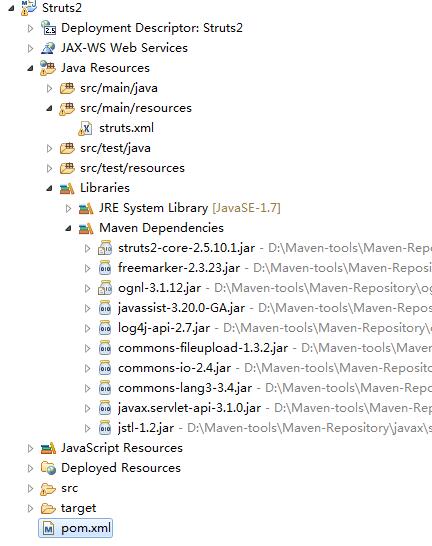 Struts2
Deployment Descriptor: Struts2
JAX-WS Web Services
Java Resources
src/main/java
src/main/resources
struts.xml
src/test/java
src/test/resources
Libraries
JRE System Library [JavaSE-1.7]
Maven Dependencies
struts2-core-2.5.10.1.jar - D:\Maven-tools\Maven-Repo
freemarker-2.3.23.jar - D:\Maven-tools\Maven-Reposi
ognl-3.1.12.jar - D:\Maven-tools\Maven-Repository\og
javassist-3.20.0-GA.jar - D:\Maven-tools\Maven-Repos
log4j-api-2.7.jar - D:\Maven-tools\Maven-Repository\o
commons-fileupload-1.3.2.jar - D:\Maven-tools\Maven-
commons-io-2.4.jar - D:\Maven-tools\Maven-Repositor
commons-lang3-3.4.jar - D:\Maven-tools\Maven-Repos
javax.servlet-api-3.1.0.jar - D:\Maven-tools\Maven-Rep
jstl-1.2.jar - D:\Maven-tools\Maven-Repository\javax\s
JavaScript Resources
Deployed Resources
src
target
pom.xml